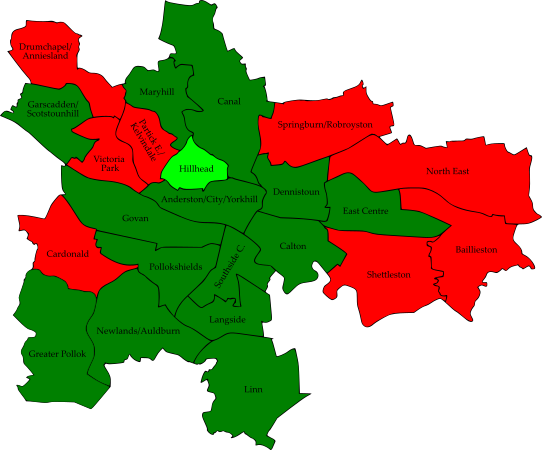 Drumchapel/
Anniesland
Maryhill
Canal
Garscadden/
Scotstounhill
Partick E./
Kelvindale
Springburn/Robroyston
Victoria
Park
Hillhead
North East
Anderston/City/Yorkhill
Dennistoun
East Centre
Govan
Cardonald
Pollokshields
Southside C.
Calton
Baillieston
Shettleston
Newlands/Auldburn
Langside
Greater Pollok
Linn